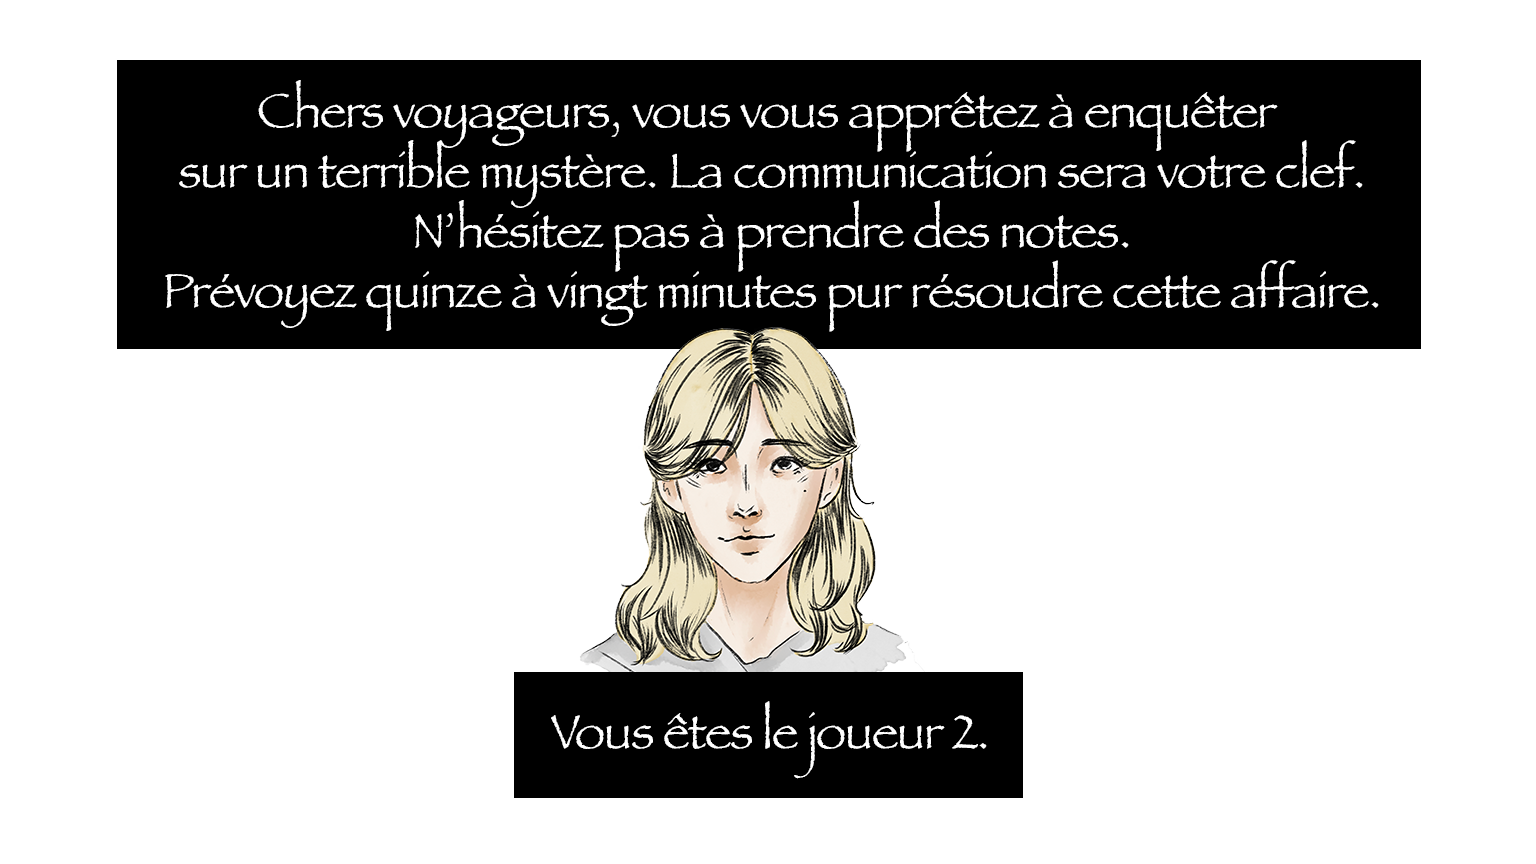 Chers voyageurs, vous vous apprêtez à enquêter
sur un terrible mystère. La communication sera votre clef.
N'hésitez pas à prendre des notes.
Prévoyez quinze à vingt minutes pur résoudre cette affaire.
Vous êtes le joueur 2.